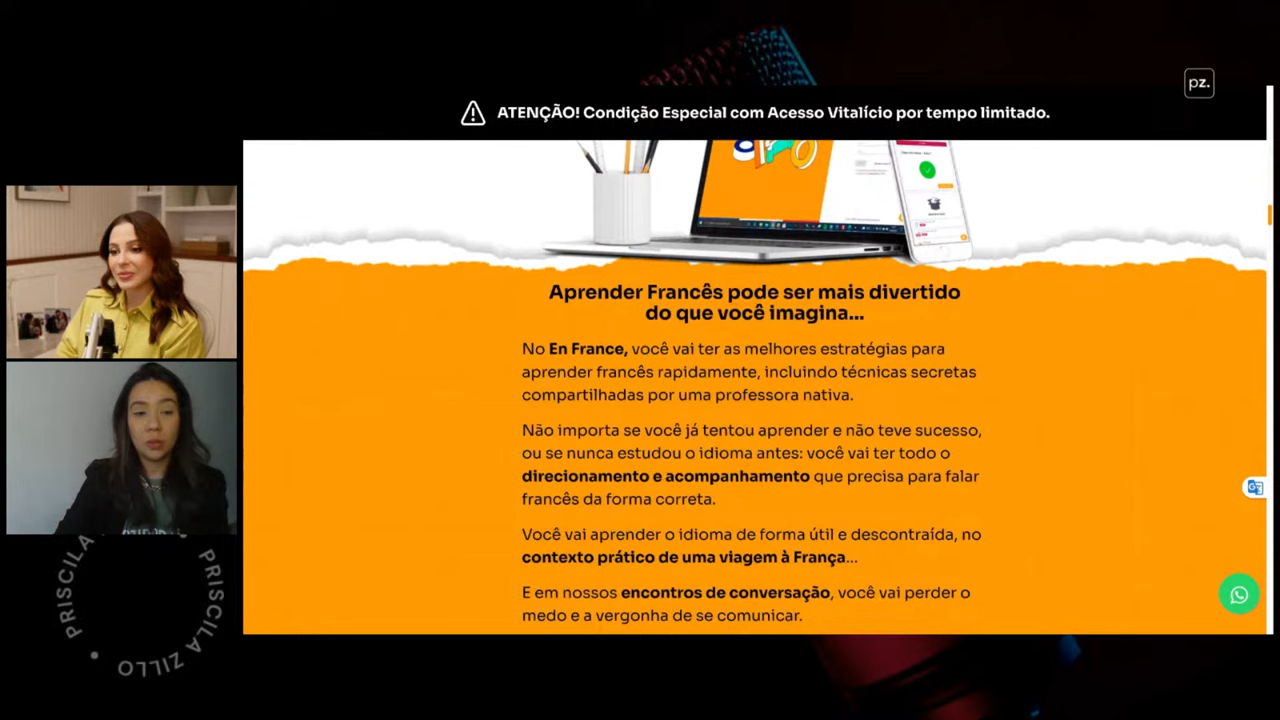 pz.
ATENÇÃO! Condição Especial com Acesso Vitalício por tempo limitado.
Aprender Francês pode ser mais divertido
do que você imagina...
No En France, você vai ter as melhores estratégias para
aprender francês rapidamente, incluindo técnicas secretas
compartilhadas por uma professora nativa.
Não importa se você já tentou aprender e não teve sucesso,
ou se nunca estudou o idioma antes: você vai ter todo o
direcionamento e acompanhamento que precisa para falar
francês da forma correta.
Você vai aprender o idioma de forma útil e descontraída, no
contexto prático de uma viagem à França...
E em nossos encontros de conversação, você vai perder o
medo e a vergonha de se comunicar.
PRISCILA • PRISCILA ZILLO •